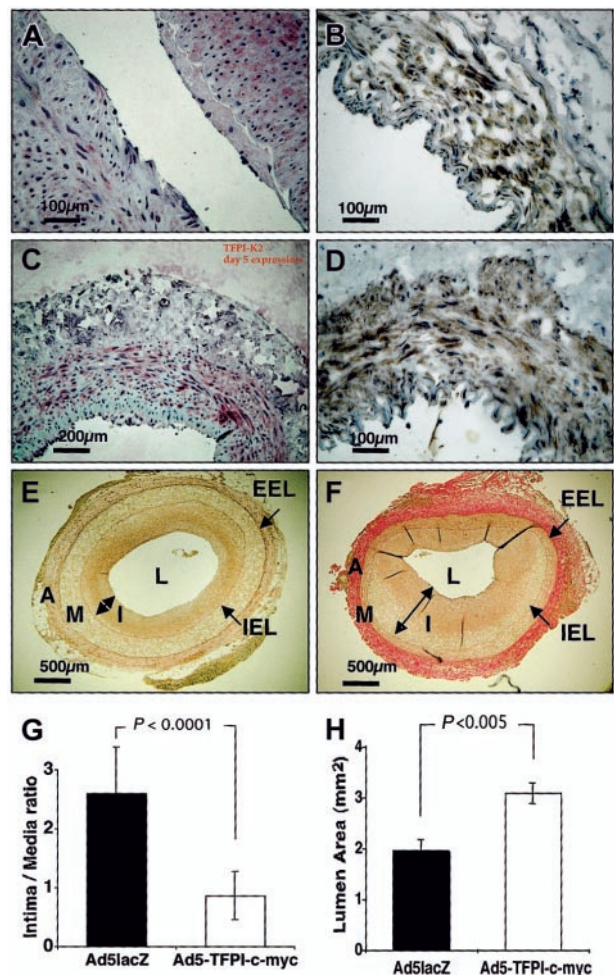 A
B
100µm
100µm
C
TFPI-K2
day 5 expression
D
200µm
100µm
E
EEL
A
M
I
L
IEL
500µm
F
EEL
A
M
I
L
IEL
500µm
G
P < 0.0001
Intima / Media ratio
3
2
1
0
Ad5lacZ
Ad5-TFPI-c-myc
H
P<0.005
Lumen Area (mm²)
4
3
2
1
0
Ad5lacZ
Ad5-TFPI-c-myc